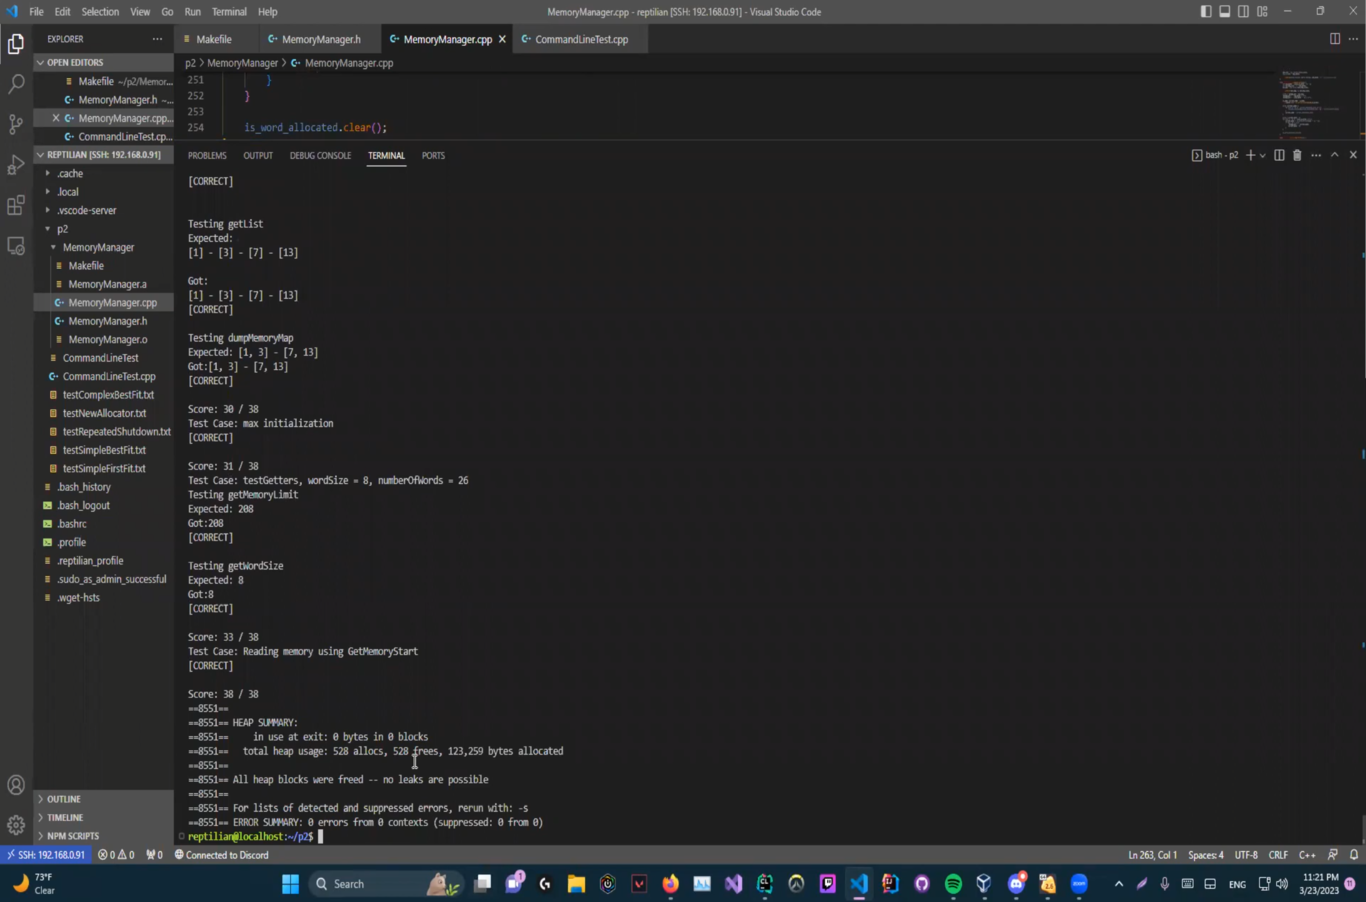 File Edit Selection View Go Run Terminal Help
MemoryManager.cpp - reptilian [SSH: 192.168.0.91] - Visual Studio Code
EXPLORER
Makefile
MemoryManager.h
MemoryManager.cpp
CommandLineTest.cpp
OPEN EDITORS
Makefile ~/p2/Memor...
MemoryManager.h ~...
MemoryManager.cpp...
CommandLineTest.cp...
REPTILIAN [SSH: 192.168.0.91]
.cache
.local
.vscode-server
p2
MemoryManager
Makefile
MemoryManager.a
MemoryManager.cpp
MemoryManager.h
MemoryManager.o
CommandLineTest
CommandLineTest.cpp
testComplexBestFit.txt
testNewAllocator.txt
testRepeatedShutdown.txt
testSimpleBestFit.txt
testSimpleFirstFit.txt
.bash_history
.bash_logout
.bashrc
.profile
.reptilian_profile
.sudo_as_admin_successful
.wget-hsts
OUTLINE
TIMELINE
NPM SCRIPTS
p2 > MemoryManager > MemoryManager.cpp
251 }
252 }
253
254 is_word_allocated.clear();
PROBLEMS OUTPUT DEBUG CONSOLE TERMINAL PORTS
bash - p2
[CORRECT]
Testing getList
Expected:
[1] - [3] - [7] - [13]
Got:
[1] - [3] - [7] - [13]
[CORRECT]
Testing dumpMemoryMap
Expected: [1, 3] - [7, 13]
Got:[1, 3] - [7, 13]
[CORRECT]
Score: 30 / 38
Test Case: max initialization
[CORRECT]
Score: 31 / 38
Test Case: testGetters, wordSize = 8, numberOfWords = 26
Testing getMemoryLimit
Expected: 208
Got:208
[CORRECT]
Testing getWordSize
Expected: 8
Got:8
[CORRECT]
Score: 33 / 38
Test Case: Reading memory using GetMemoryStart
[CORRECT]
Score: 38 / 38
==8551==
==8551== HEAP SUMMARY:
==8551== in use at exit: 0 bytes in 0 blocks
==8551== total heap usage: 528 allocs, 528 frees, 123,259 bytes allocated
==8551==
==8551== All heap blocks were freed -- no leaks are possible
==8551==
==8551== For lists of detected and suppressed errors, rerun with: -s
==8551== ERROR SUMMARY: 0 errors from 0 contexts (suppressed: 0 from 0)
reptilian@localhost:~/p2$
SSH: 192.168.0.91 0 0 0 Connected to Discord
Ln 263, Col 1 Spaces: 4 UTF-8 CRLF C++
73°F
Clear
Search
ENG
11:21 PM
3/23/2023